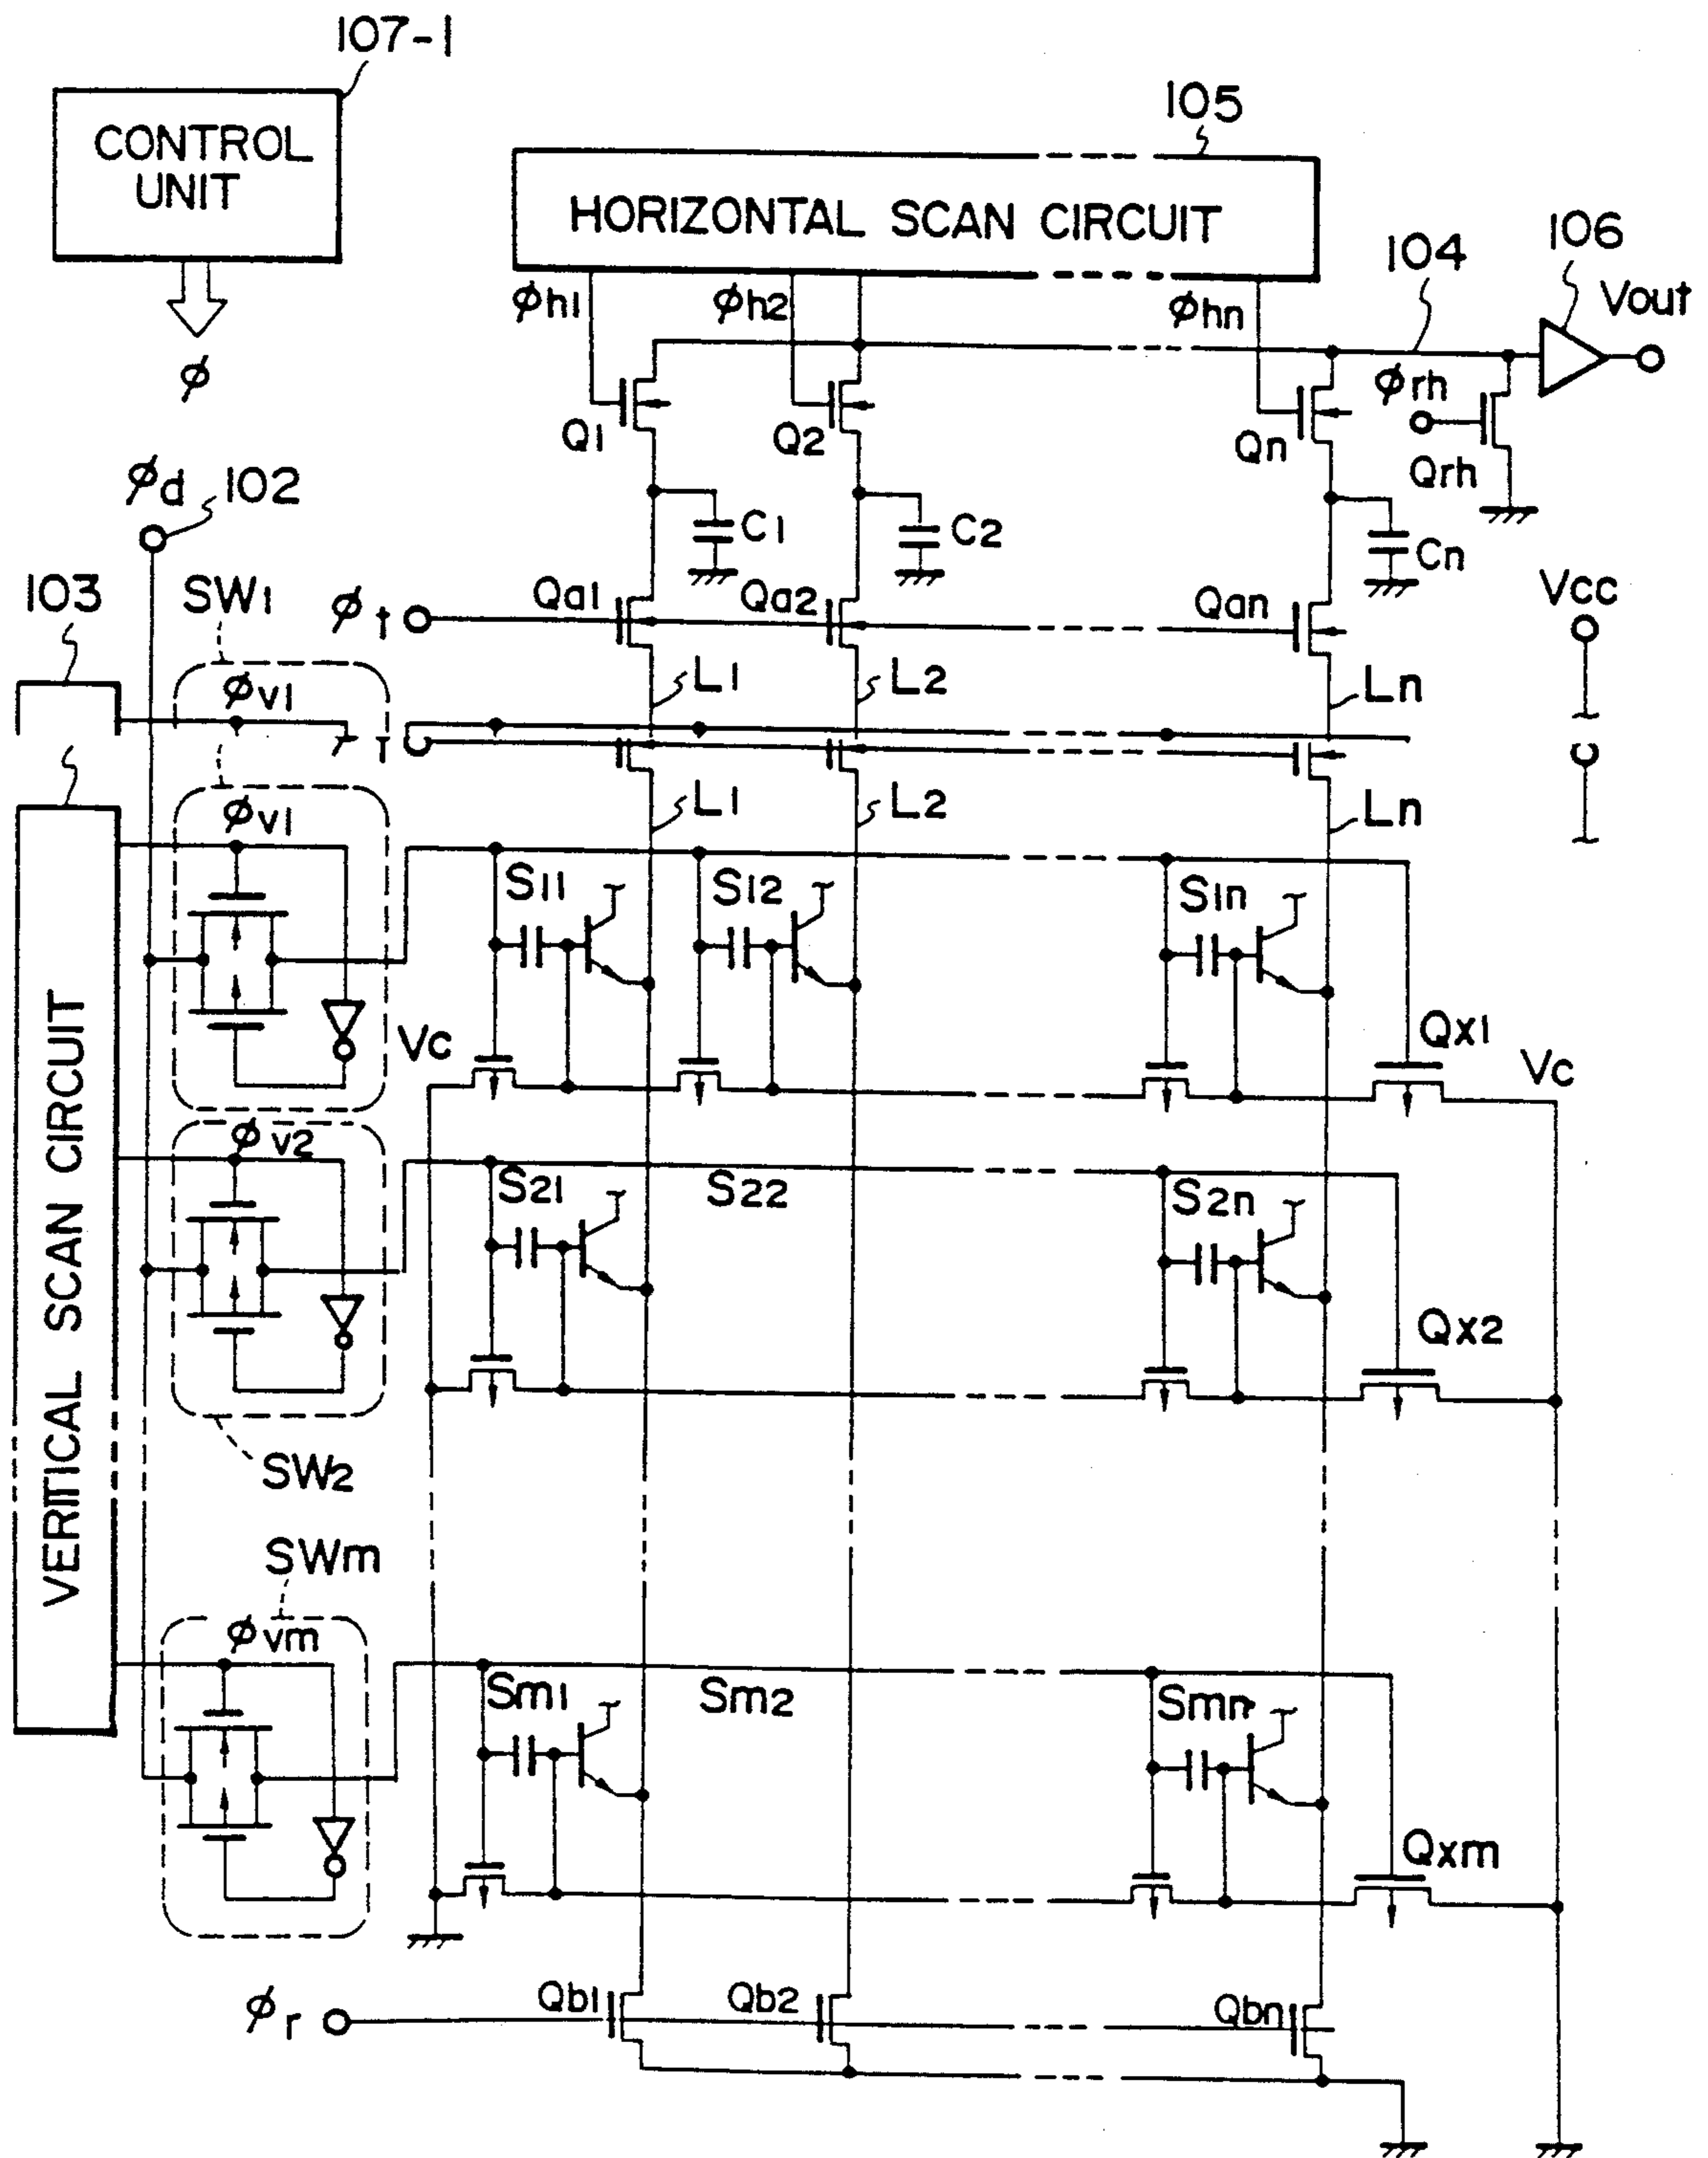 107-1
CONTROL
UNIT
ϕ
105
HORIZONTAL SCAN CIRCUIT
ϕh1
ϕh2
ϕhn
104
106
Vout
Q1
Q2
Qn
ϕrh
Qrh
ϕd
102
C1
C2
Cn
103
SW1
ϕt
Qa1
Qa2
Qan
Vcc
ϕv1
L1
L2
Ln
ϕv1
L1
L2
Ln
S11
S12
S1n
Vc
Qx1
Vc
VERTICAL SCAN CIRCUIT
ϕv2
S21
S22
S2n
Qx2
SW2
SWm
ϕvm
Sm1
Sm2
Smn
Qxm
ϕr
Qb1
Qb2
Qbn